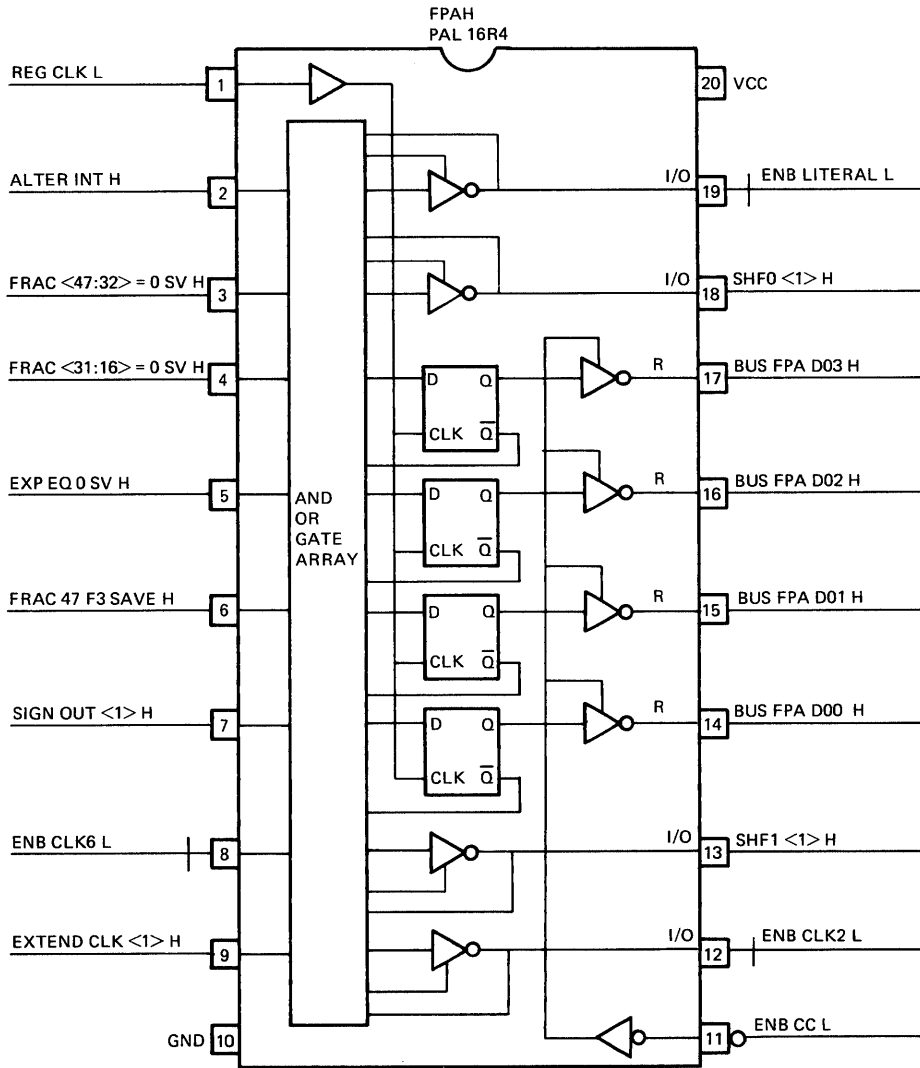 FPAH
PAL 16R4
REG CLK L
1
20
VCC
ALTER INT H
2
I/O
19
ENB LITERAL L
FRAC <47:32> = 0 SV H
3
I/O
18
SHF0 <1> H
FRAC <31:16> = 0 SV H
4
D Q
CLK Q
R
17
BUS FPA D03 H
EXP EQ 0 SV H
5
AND
OR
GATE
ARRAY
D Q
CLK Q
R
16
BUS FPA D02 H
FRAC 47 F3 SAVE H
6
D Q
CLK Q
R
15
BUS FPA D01 H
SIGN OUT <1> H
7
D Q
CLK Q
R
14
BUS FPA D00 H
ENB CLK6 L
8
I/O
13
SHF1 <1> H
EXTEND CLK <1> H
9
I/O
12
ENB CLK2 L
GND
10
11
ENB CC L